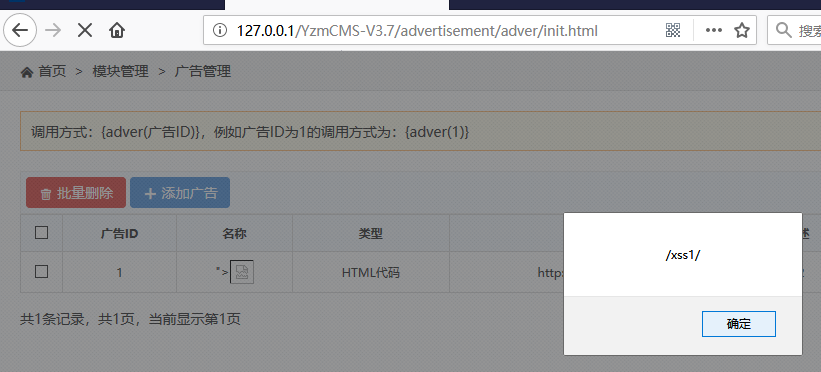 127.0.0.1/YzmCMS-V3.7/advertisement/adver/init.html
搜索
首页 > 模块管理 > 广告管理
调用方式：{adver(广告ID)}，例如广告ID为1的调用方式为：{adver(1)}
批量删除 添加广告
广告ID 名称 类型 述
1 "> HTML代码 http
/xss1/
确定
共1条记录，共1页，当前显示第1页